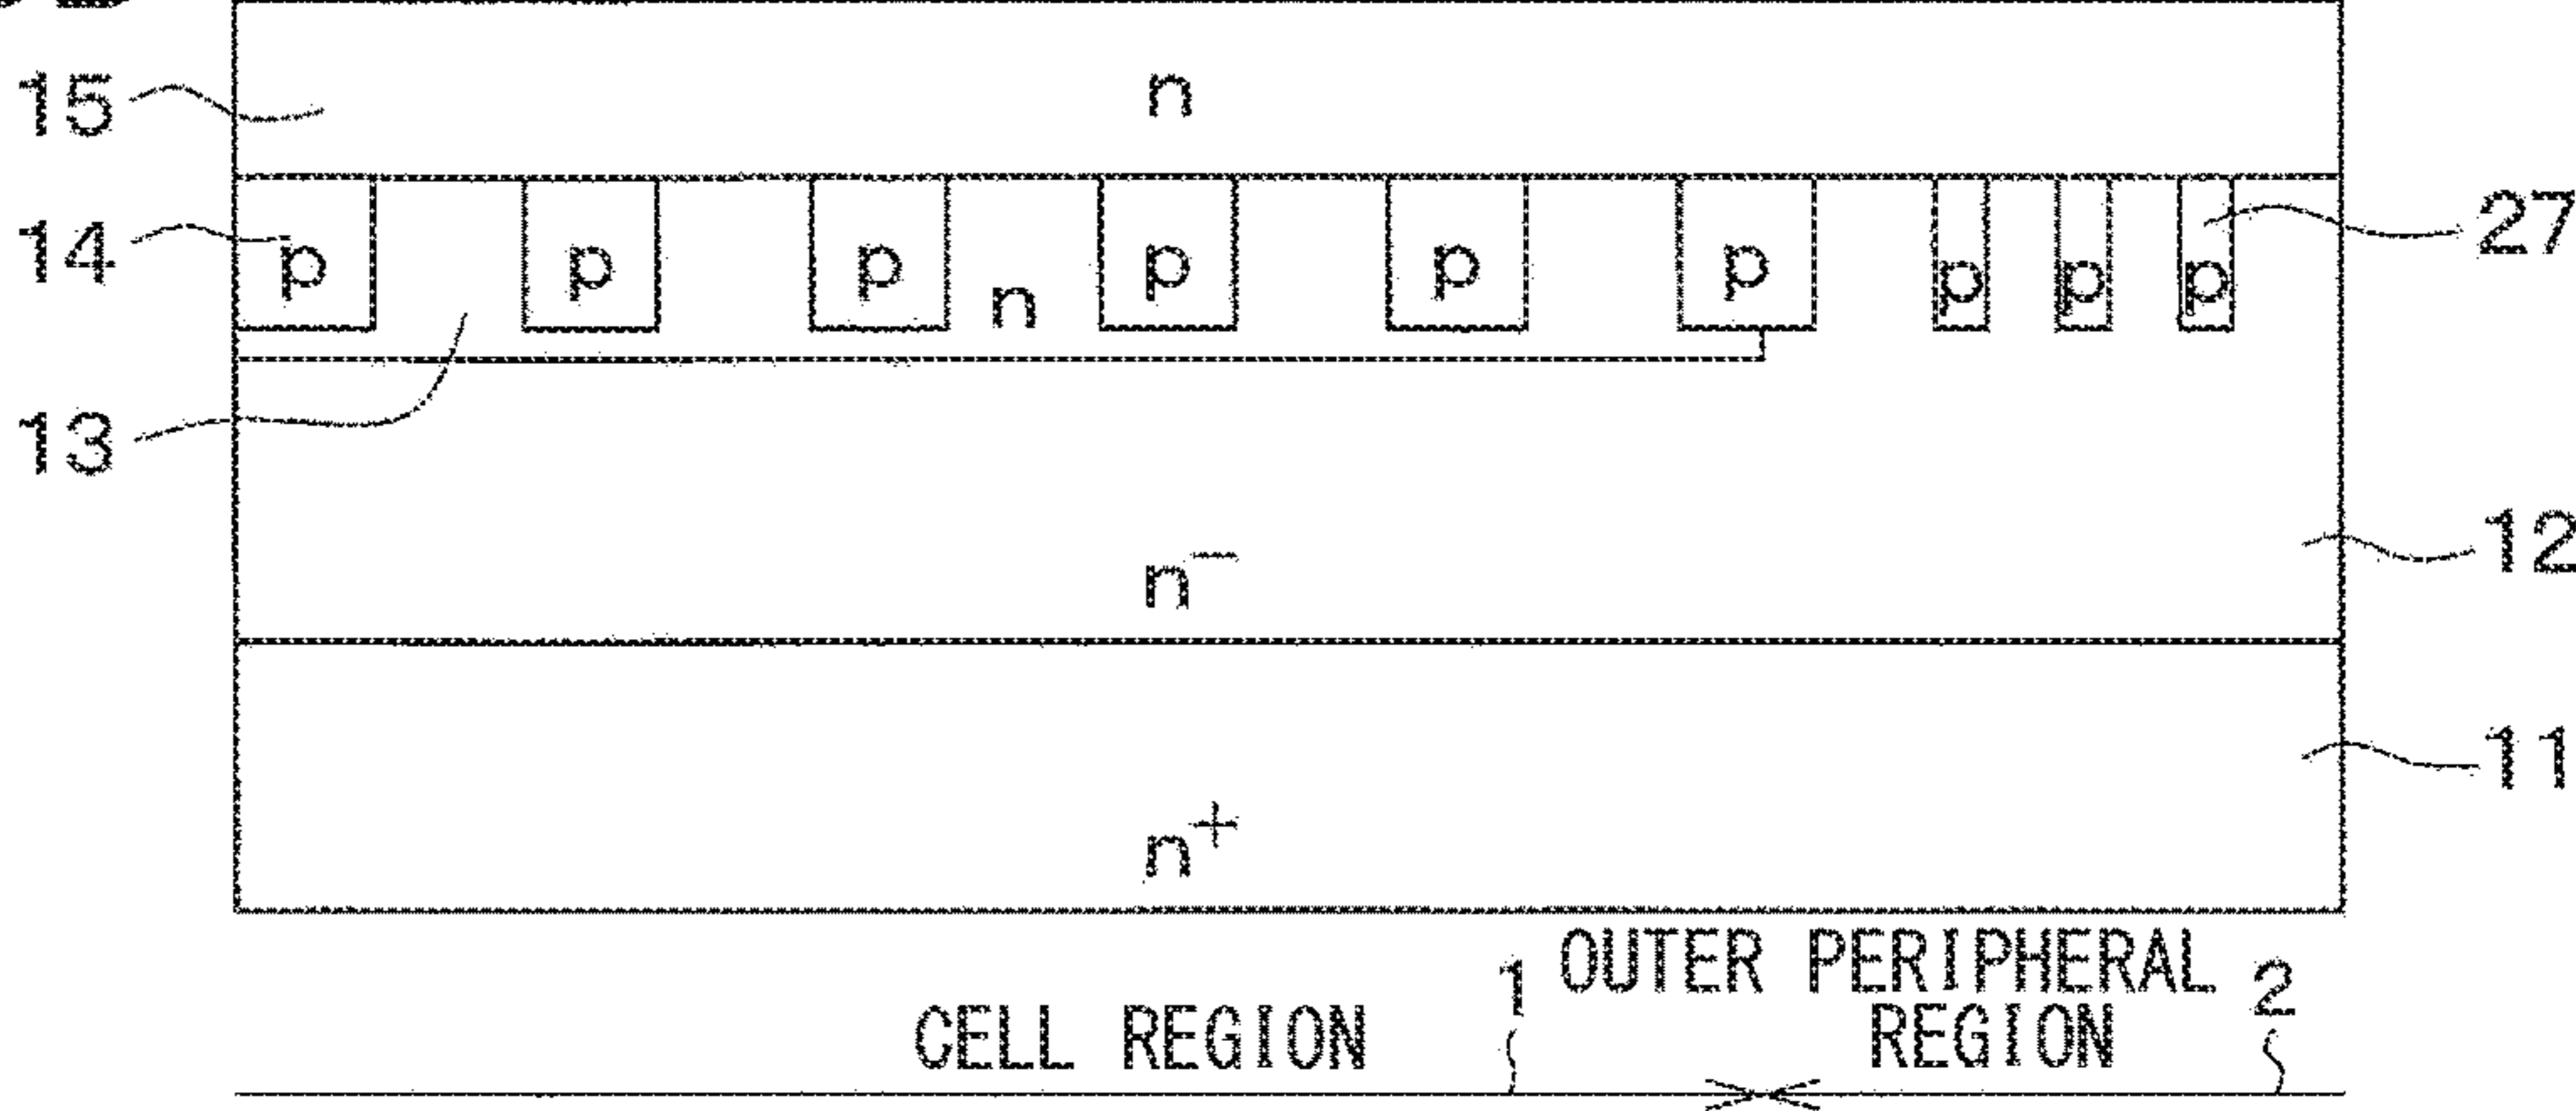 15
n
14
p p p p p p p p p
27
n
13
12
n⁻
11
n⁺
1
OUTER PERIPHERAL
REGION
2
CELL REGION